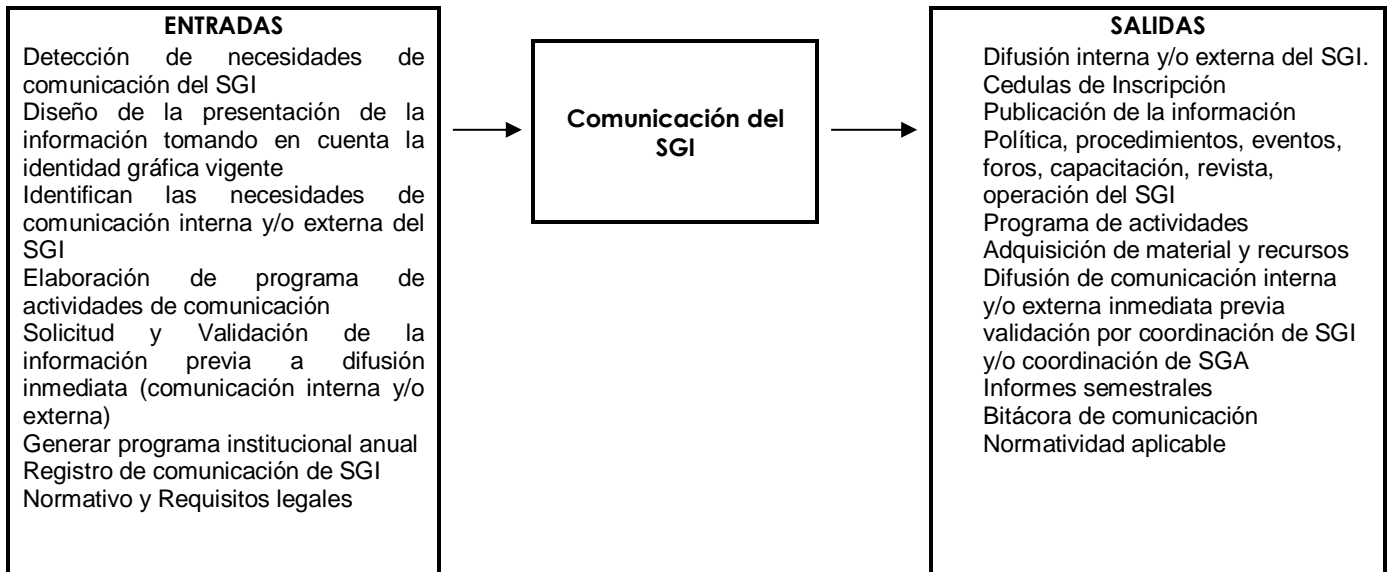 ENTRADAS
Detección de necesidades de
comunicación del SGI
Diseño de la presentación de la
información tomando en cuenta la
identidad gráfica vigente
Identifican las necesidades de
comunicación interna y/o externa del
SGI
Elaboración de programa de
actividades de comunicación
Solicitud y Validación de la
información previa a difusión
inmediata (comunicación interna y/o
externa)
Generar programa institucional anual
Registro de comunicación de SGI
Normativo y Requisitos legales
Comunicación del
SGI
SALIDAS
Difusión interna y/o externa del SGI.
Cedulas de Inscripción
Publicación de la información
Política, procedimientos, eventos,
foros, capacitación, revista,
operación del SGI
Programa de actividades
Adquisición de material y recursos
Difusión de comunicación interna
y/o externa inmediata previa
validación por coordinación de SGI
y/o coordinación de SGA
Informes semestrales
Bitácora de comunicación
Normatividad aplicable